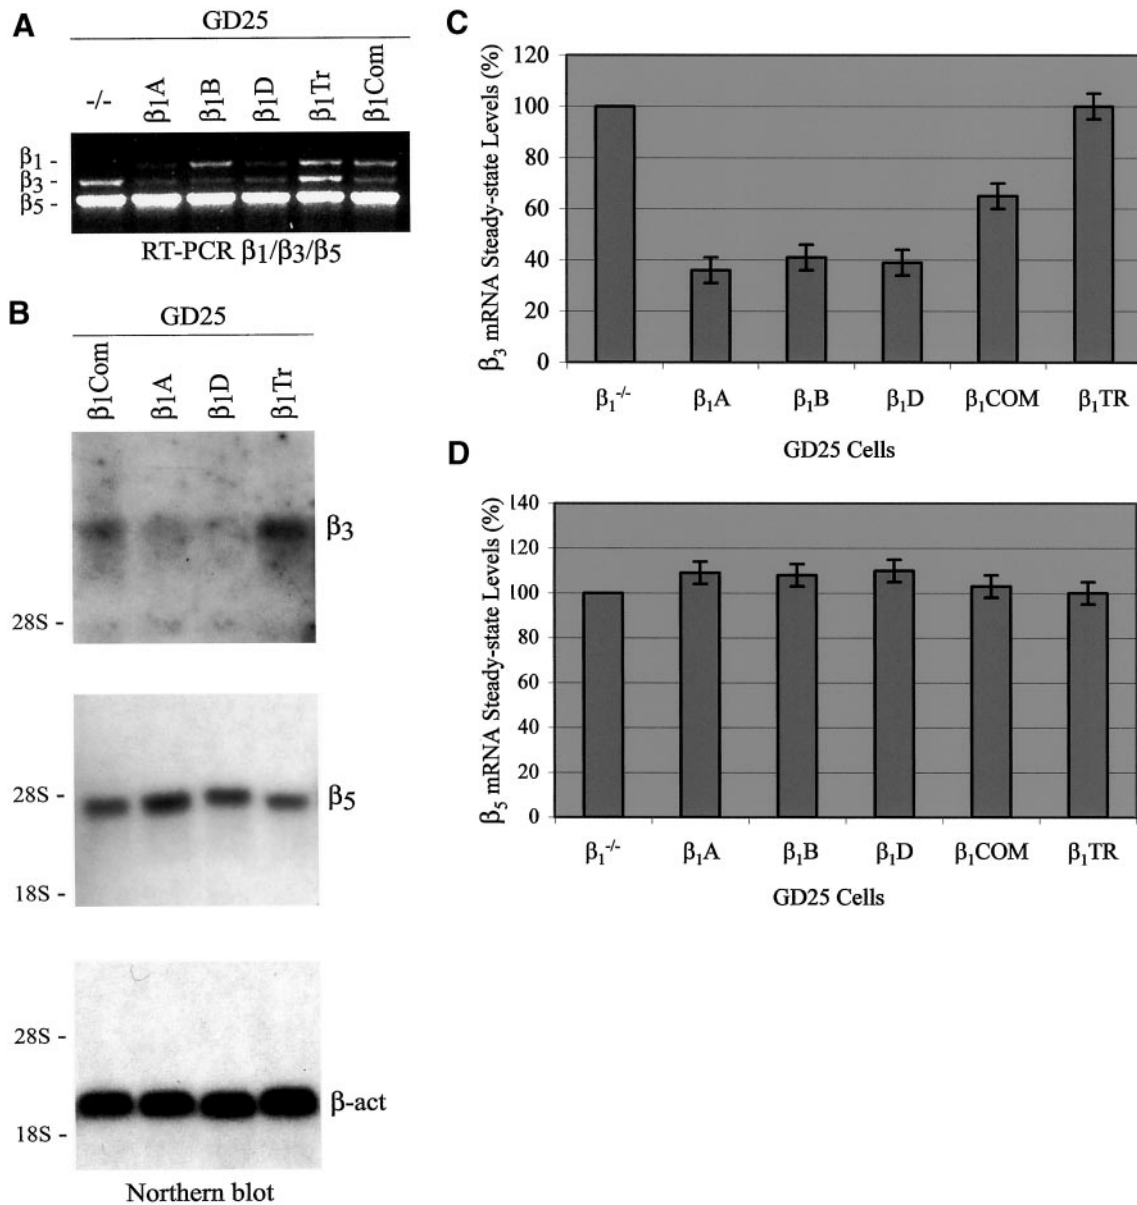 A
GD25
-/-
β1A
β1B
β1D
β1Tr
β1Com
β1 -
β3 -
β5 -
RT-PCR β1/β3/β5
B
GD25
β1Com
β1A
β1D
β1Tr
β3
28S -
28S -
β5
18S -
28S -
β-act
18S -
Northern blot
C
β3 mRNA Steady-state Levels (%)
120
100
80
60
40
20
0
β1-/- β1A β1B β1D β1COM β1TR
GD25 Cells
D
β5 mRNA Steady-state Levels (%)
140
120
100
80
60
40
20
0
β1-/- β1A β1B β1D β1COM β1TR
GD25 Cells